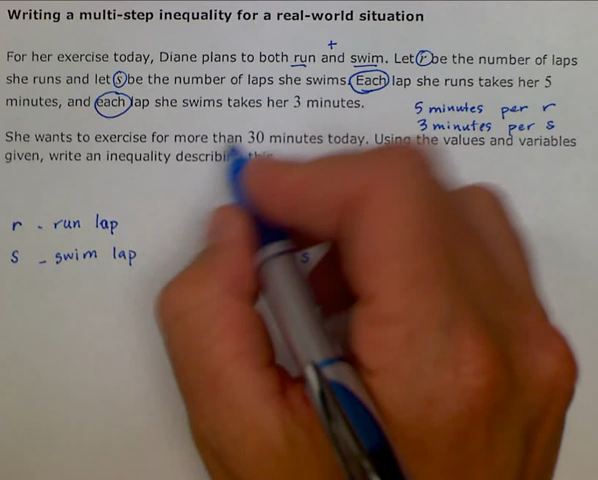 Writing a multi-step inequality for a real-world situation
+
For her exercise today, Diane plans to both run and swim. Let r be the number of laps
she runs and let s be the number of laps she swims. Each lap she runs takes her 5
minutes, and each lap she swims takes her 3 minutes.
5 minutes per r
3 minutes per s
She wants to exercise for more than 30 minutes today. Using the values and variables
given, write an inequality describing this.
r - run lap
s - swim lap
s